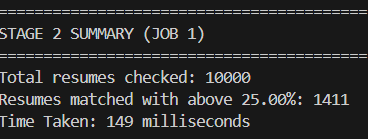 ==========================================
STAGE 2 SUMMARY (JOB 1)
==========================================
Total resumes checked: 10000
Resumes matched with above 25.00%: 1411
Time Taken: 149 milliseconds